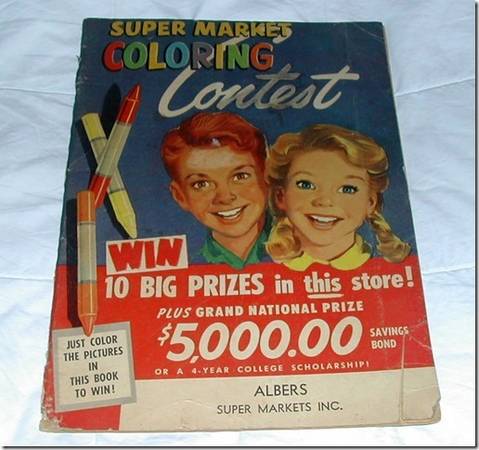 SUPER MARKET
COLORING
Contest
WIN
10 BIG PRIZES in this store!
PLUS GRAND NATIONAL PRIZE
$5,000.00 SAVINGS BOND
OR A 4-YEAR COLLEGE SCHOLARSHIP!
JUST COLOR
THE PICTURES
IN
THIS BOOK
TO WIN!
ALBERS
SUPER MARKETS INC.